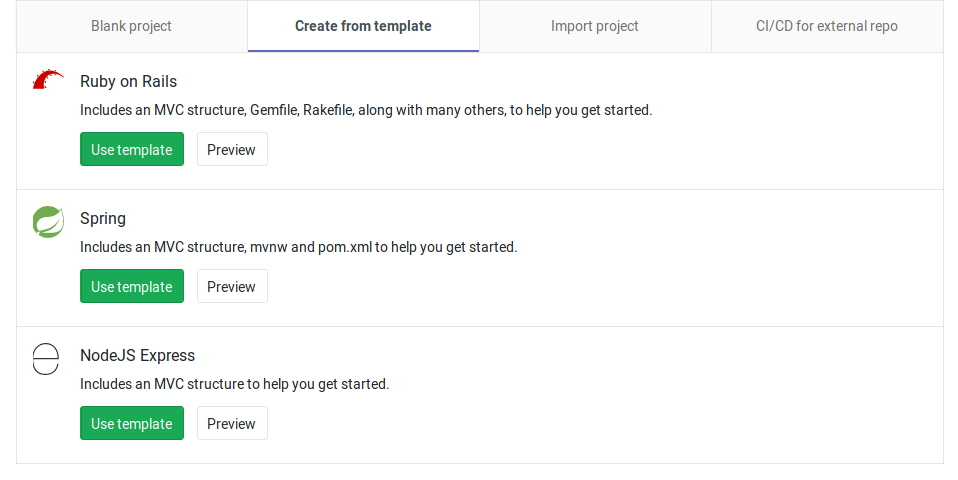 Blank project
Create from template
Import project
CI/CD for external repo
Ruby on Rails
Includes an MVC structure, Gemfile, Rakefile, along with many others, to help you get started.
Use template
Preview
Spring
Includes an MVC structure, mvnw and pom.xml to help you get started.
Use template
Preview
NodeJS Express
Includes an MVC structure to help you get started.
Use template
Preview